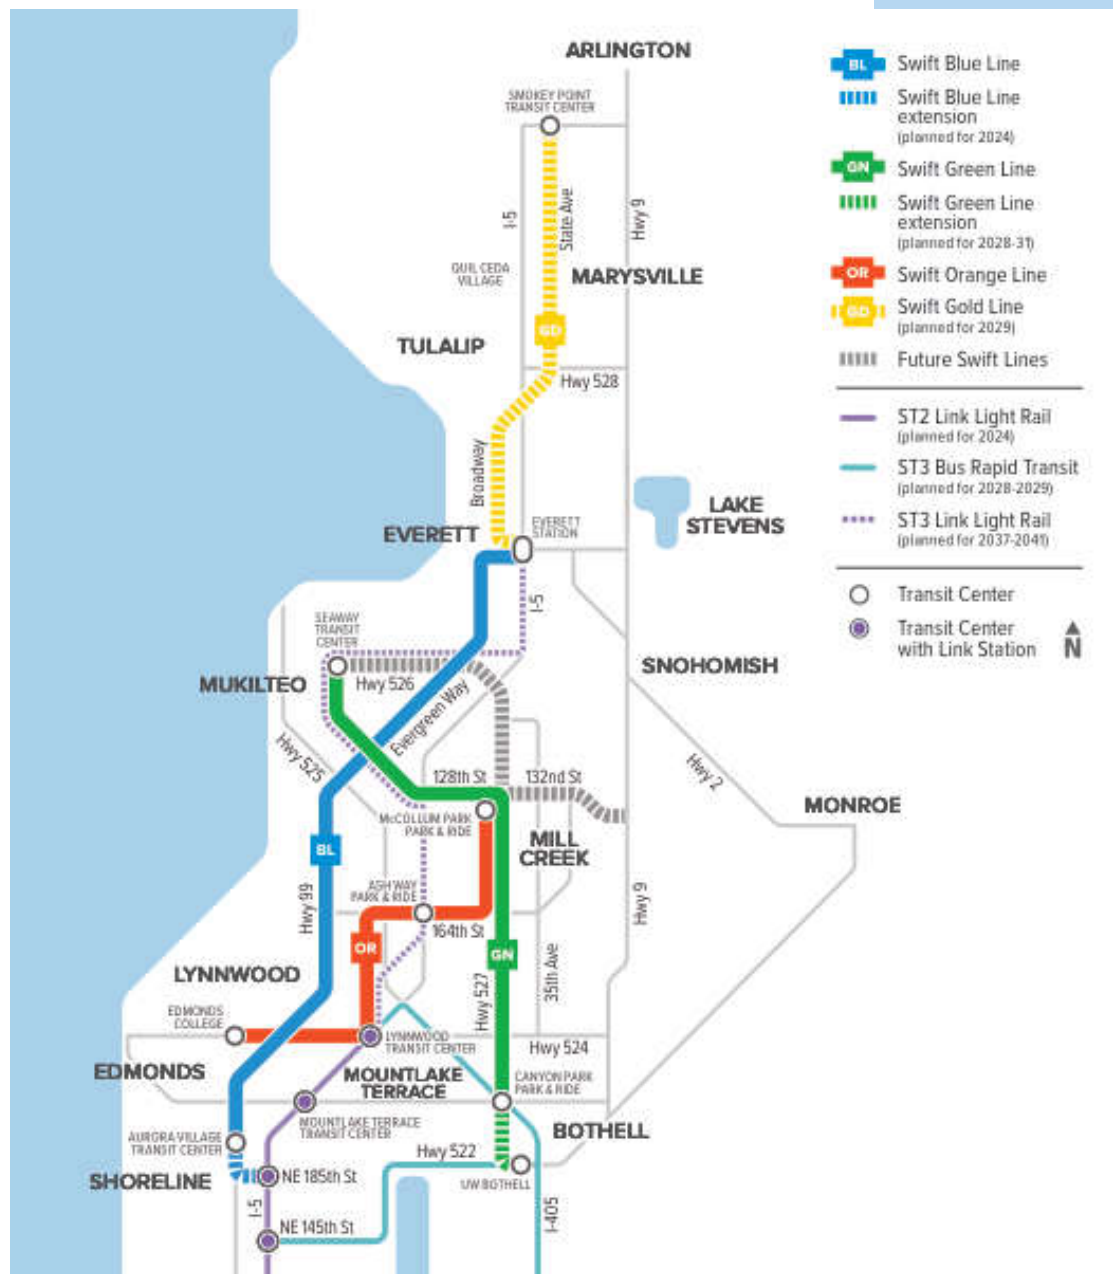 ARLINGTON
SMOKEY POINT
TRANSIT CENTER
I-5
State Ave
Hwy 9
QUIL CEDA
VILLAGE
MARYSVILLE
GD
TULALIP
Hwy 528
Broadway
LAKE
STEVENS
EVERETT
EVERETT
STATION
I-5
SEAWAY
TRANSIT
CENTER
SNOHOMISH
MUKILTEO
Hwy 526
Evergreen Way
Hwy 525
Hwy 2
128th St
132nd St
MONROE
McCOLLUM PARK
PARK & RIDE
MILL
CREEK
BL
ASH WAY
PARK & RIDE
Hwy 99
Hwy 9
164th St
OR
GN
LYNNWOOD
Hwy 527
35th Ave
EDMONDS
COLLEGE
LYNNWOOD
TRANSIT CENTER
Hwy 524
EDMONDS
MOUNTLAKE
TERRACE
CANYON PARK
PARK & RIDE
MOUNTLAKE TERRACE
TRANSIT CENTER
BOTHELL
AURORA VILLAGE
TRANSIT CENTER
Hwy 522
SHORELINE
NE 185th St
UW BOTHELL
I-5
I-405
NE 145th St
BL Swift Blue Line
Swift Blue Line
extension
(planned for 2024)
GN Swift Green Line
Swift Green Line
extension
(planned for 2028-31)
OR Swift Orange Line
GD Swift Gold Line
(planned for 2029)
Future Swift Lines
ST2 Link Light Rail
(planned for 2024)
ST3 Bus Rapid Transit
(planned for 2028-2029)
ST3 Link Light Rail
(planned for 2037-2041)
Transit Center
Transit Center
with Link Station
N